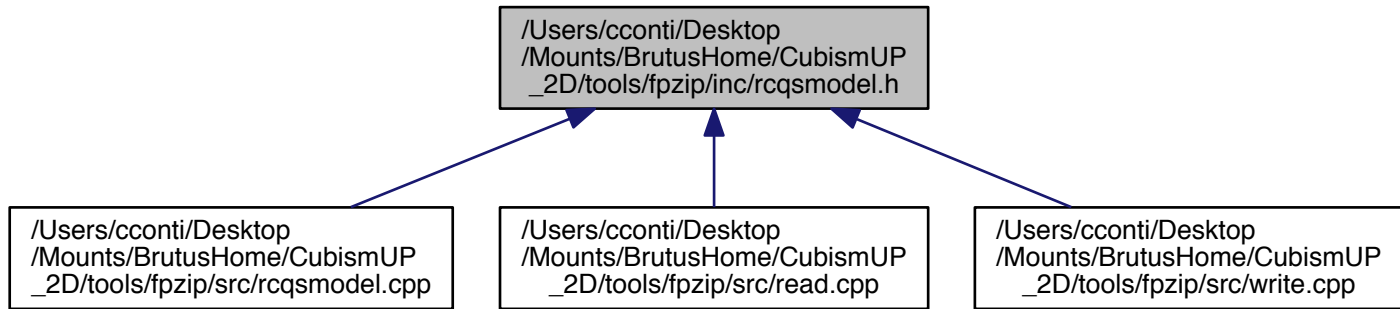 /Users/cconti/Desktop
/Mounts/BrutusHome/CubismUP
_2D/tools/fpzip/inc/rcqsmodel.h
/Users/cconti/Desktop
/Mounts/BrutusHome/CubismUP
_2D/tools/fpzip/src/rcqsmodel.cpp
/Users/cconti/Desktop
/Mounts/BrutusHome/CubismUP
_2D/tools/fpzip/src/read.cpp
/Users/cconti/Desktop
/Mounts/BrutusHome/CubismUP
_2D/tools/fpzip/src/write.cpp